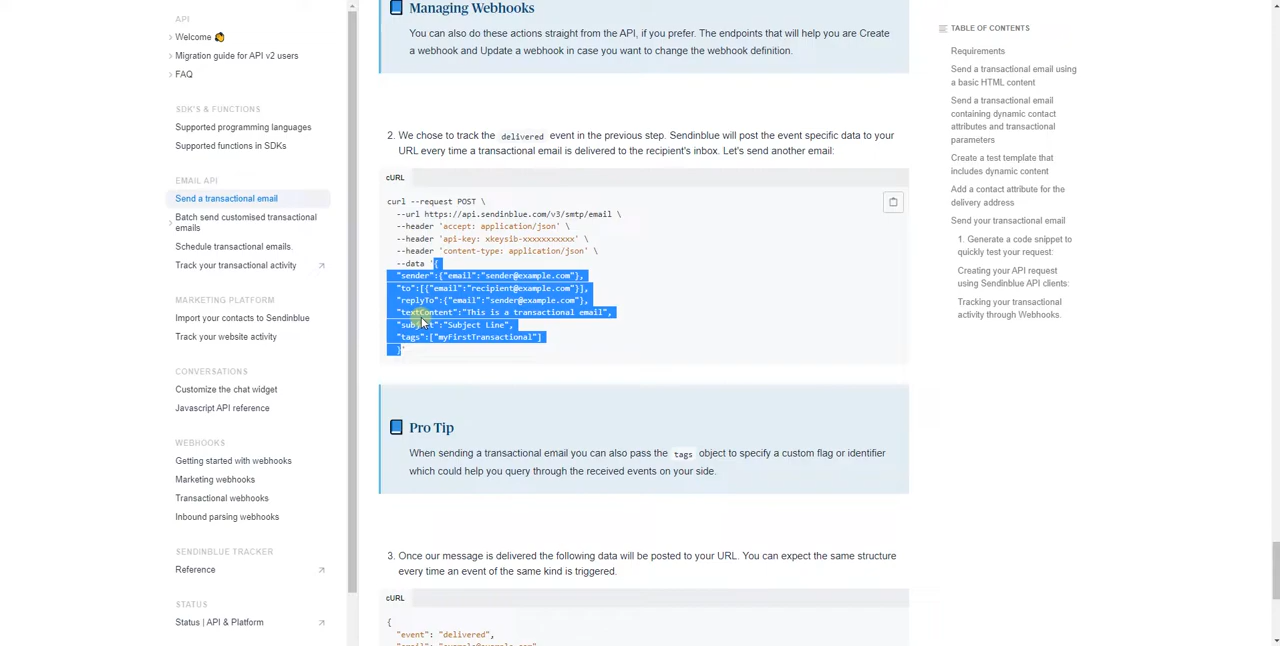 API
Welcome
Migration guide for API v2 users
FAQ
SDK'S & FUNCTIONS
Supported programming languages
Supported functions in SDKs
EMAIL API
Send a transactional email
Batch send customised transactional
emails
Schedule transactional emails
Track your transactional activity
MARKETING PLATFORM
Import your contacts to Sendinblue
Track your website activity
CONVERSATIONS
Customize the chat widget
Javascript API reference
WEBHOOKS
Getting started with webhooks
Marketing webhooks
Transactional webhooks
Inbound parsing webhooks
SENDINBLUE TRACKER
Reference
STATUS
Status | API & Platform
Managing Webhooks
You can also do these actions straight from the API, if you prefer. The endpoints that will help you are Create
a webhook and Update a webhook in case you want to change the webhook definition.
2. We chose to track the delivered event in the previous step. Sendinblue will post the event specific data to your
URL every time a transactional email is delivered to the recipient's inbox. Let's send another email:
cURL
curl --request POST \
--url https://api.sendinblue.com/v3/smtp/email \
--header 'accept: application/json' \
--header 'api-key: xkeysib-xxxxxxxxxxx' \
--header 'content-type: application/json' \
--data '{
"sender":{"email":"sender@example.com"},
"to":[{"email":"recipient@example.com"}],
"replyTo":{"email":"sender@example.com"},
"textContent":"This is a transactional email",
"subject":"Subject Line",
"tags":["myFirstTransactional"]
}'
Pro Tip
When sending a transactional email you can also pass the tags object to specify a custom flag or identifier
which could help you query through the received events on your side.
3. Once our message is delivered the following data will be posted to your URL. You can expect the same structure
every time an event of the same kind is triggered.
cURL
{
"event": "delivered",
TABLE OF CONTENTS
Requirements
Send a transactional email using
a basic HTML content
Send a transactional email
containing dynamic contact
attributes and transactional
parameters
Create a test template that
includes dynamic content
Add a contact attribute for the
delivery address
Send your transactional email
1. Generate a code snippet to
quickly test your request:
Creating your API request
using Sendinblue API clients:
Tracking your transactional
activity through Webhooks.